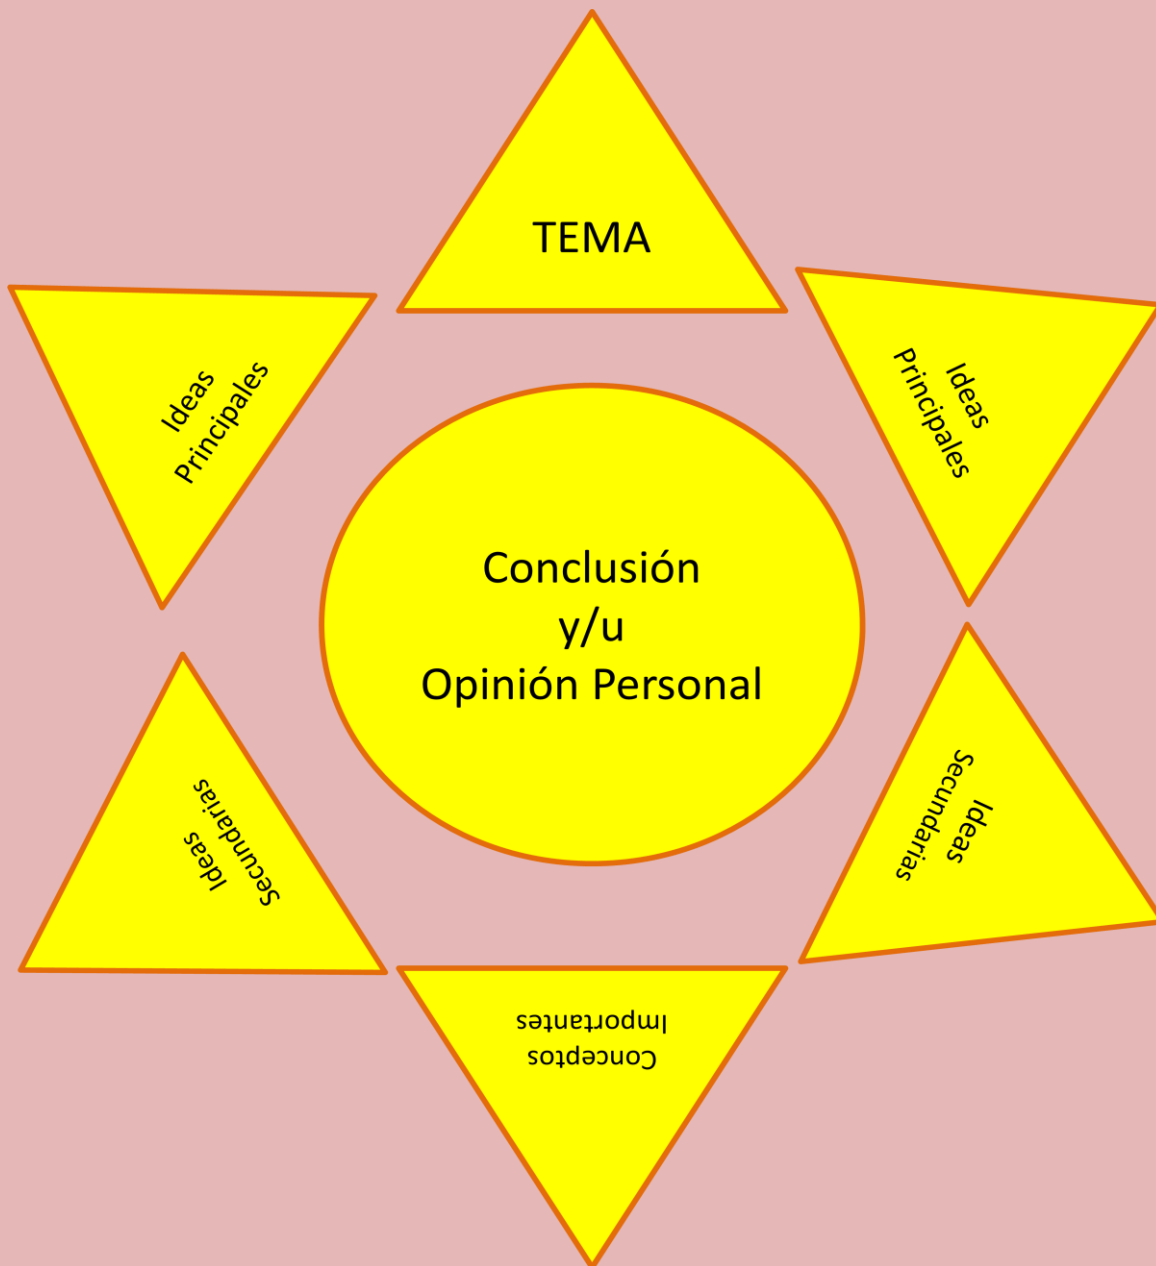 TEMA
Ideas
Principales
Ideas
Principales
Conclusión
y/u
Opinión Personal
Ideas
Secundarias
Ideas
Secundarias
Conceptos
Importantes